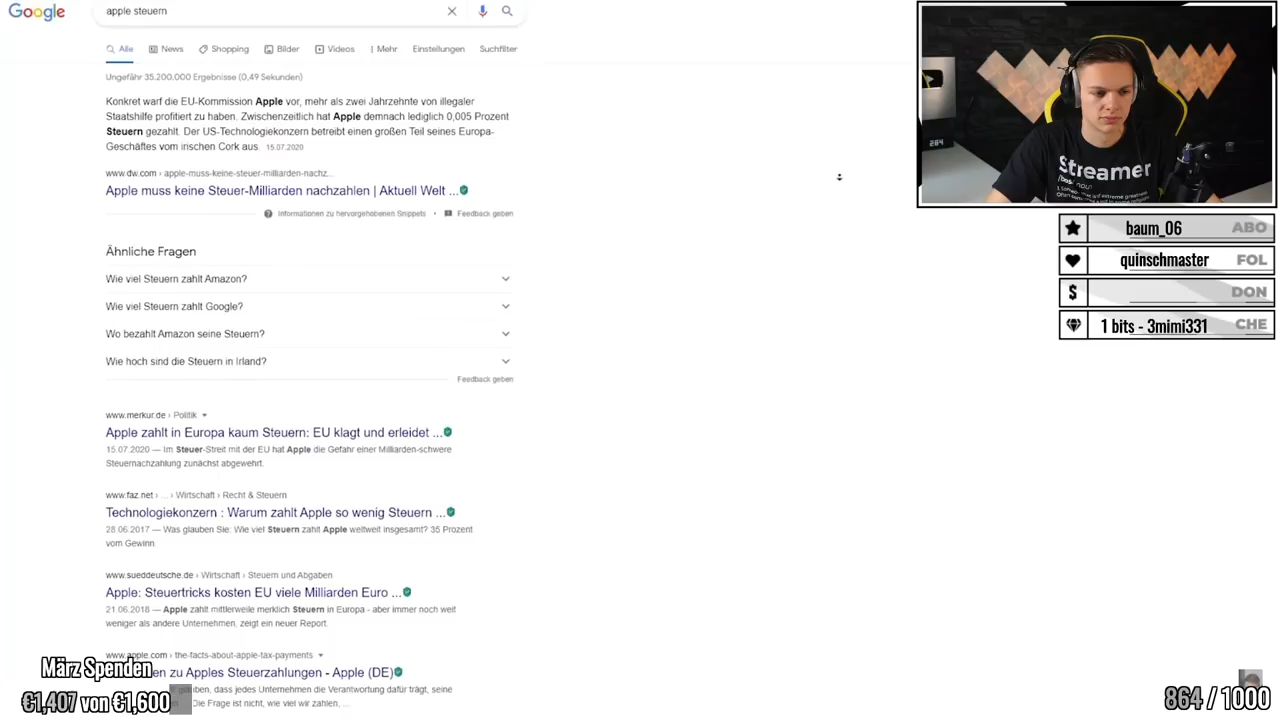 Google
apple steuern
Alle News Shopping Bilder Videos Mehr Einstellungen Suchfilter
Ungefähr 35.200.000 Ergebnisse (0,49 Sekunden)
Konkret warf die EU-Kommission Apple vor, mehr als zwei Jahrzehnte von illegaler
Staatshilfe profitiert zu haben. Zwischenzeitlich hat Apple demnach lediglich 0,005 Prozent
Steuern gezahlt. Der US-Technologiekonzern betreibt einen großen Teil seines Europa-
Geschäftes vom irischen Cork aus. 15.07.2020
www.dw.com › apple-muss-keine-steuer-milliarden-nachz...
Apple muss keine Steuer-Milliarden nachzahlen | Aktuell Welt ...
Informationen zu hervorgehobenen Snippets • Feedback geben
Ähnliche Fragen
Wie viel Steuern zahlt Amazon?
Wie viel Steuern zahlt Google?
Wo bezahlt Amazon seine Steuern?
Wie hoch sind die Steuern in Irland?
Feedback geben
www.merkur.de › Politik
Apple zahlt in Europa kaum Steuern: EU klagt und erleidet ...
15.07.2020 — Im Steuer-Streit mit der EU hat Apple die Gefahr einer Milliarden-schwere
Steuernachzahlung zunächst abgewehrt.
www.faz.net › ... › Wirtschaft › Recht & Steuern
Technologiekonzern : Warum zahlt Apple so wenig Steuern ...
28.06.2017 — Was glauben Sie: Wie viel Steuern zahlt Apple weltweit insgesamt? 35 Prozent
vom Gewinn.
www.sueddeutsche.de › Wirtschaft › Steuern und Abgaben
Apple: Steuertricks kosten EU viele Milliarden Euro ...
21.06.2018 — Apple zahlt mittlerweile merklich Steuern in Europa - aber immer noch weit
weniger als andere Unternehmen, zeigt ein neuer Report.
www.apple.com › the-facts-about-apple-tax-payments
en zu Apples Steuerzahlungen - Apple (DE)
dass jedes Unternehmen die Verantwortung dafür trägt, seine
Die Frage ist nicht, wie viel wir zahlen, ...
März Spenden
€1,407 von €1,600
284
Streamer
noun
baum_06 ABO
quinschmaster FOL
$ DON
1 bits - 3mimi331 CHE
864 / 1000